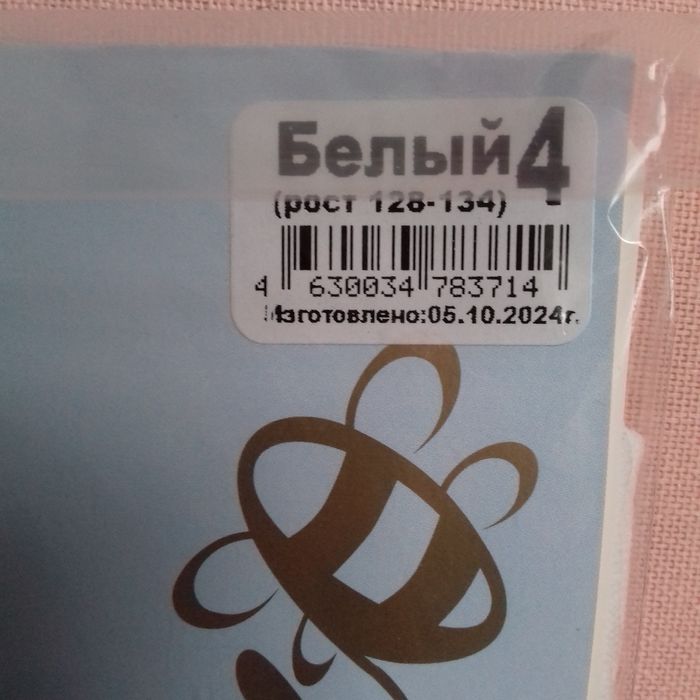 Белый 4
(рост 128-134)
4 630034 783714
Изготовлено:05.10.2024г.